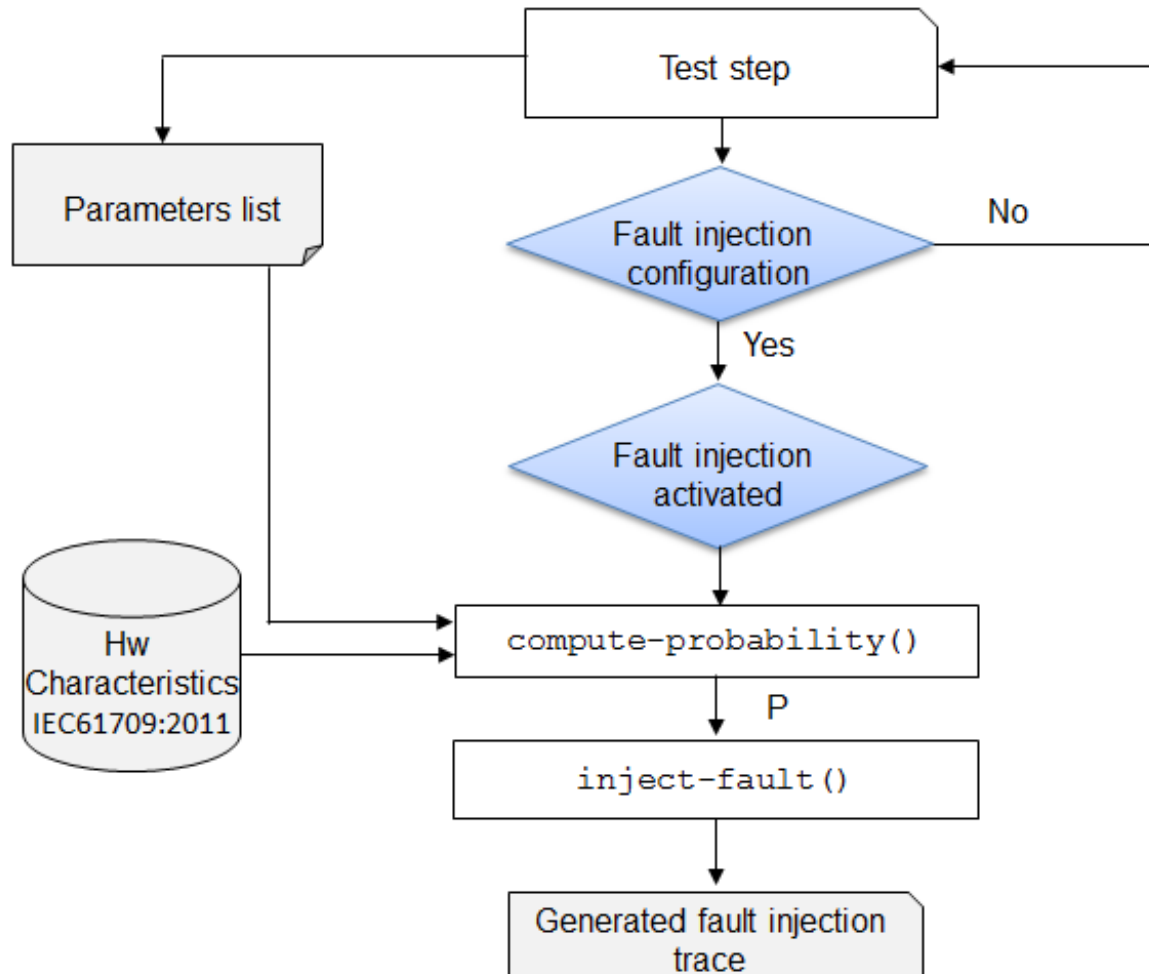 Test step
Parameters list
Fault injection
configuration
No
Yes
Fault injection
activated
Hw
Characteristics
IEC61709:2011
compute-probability()
P
inject-fault()
Generated fault injection
trace